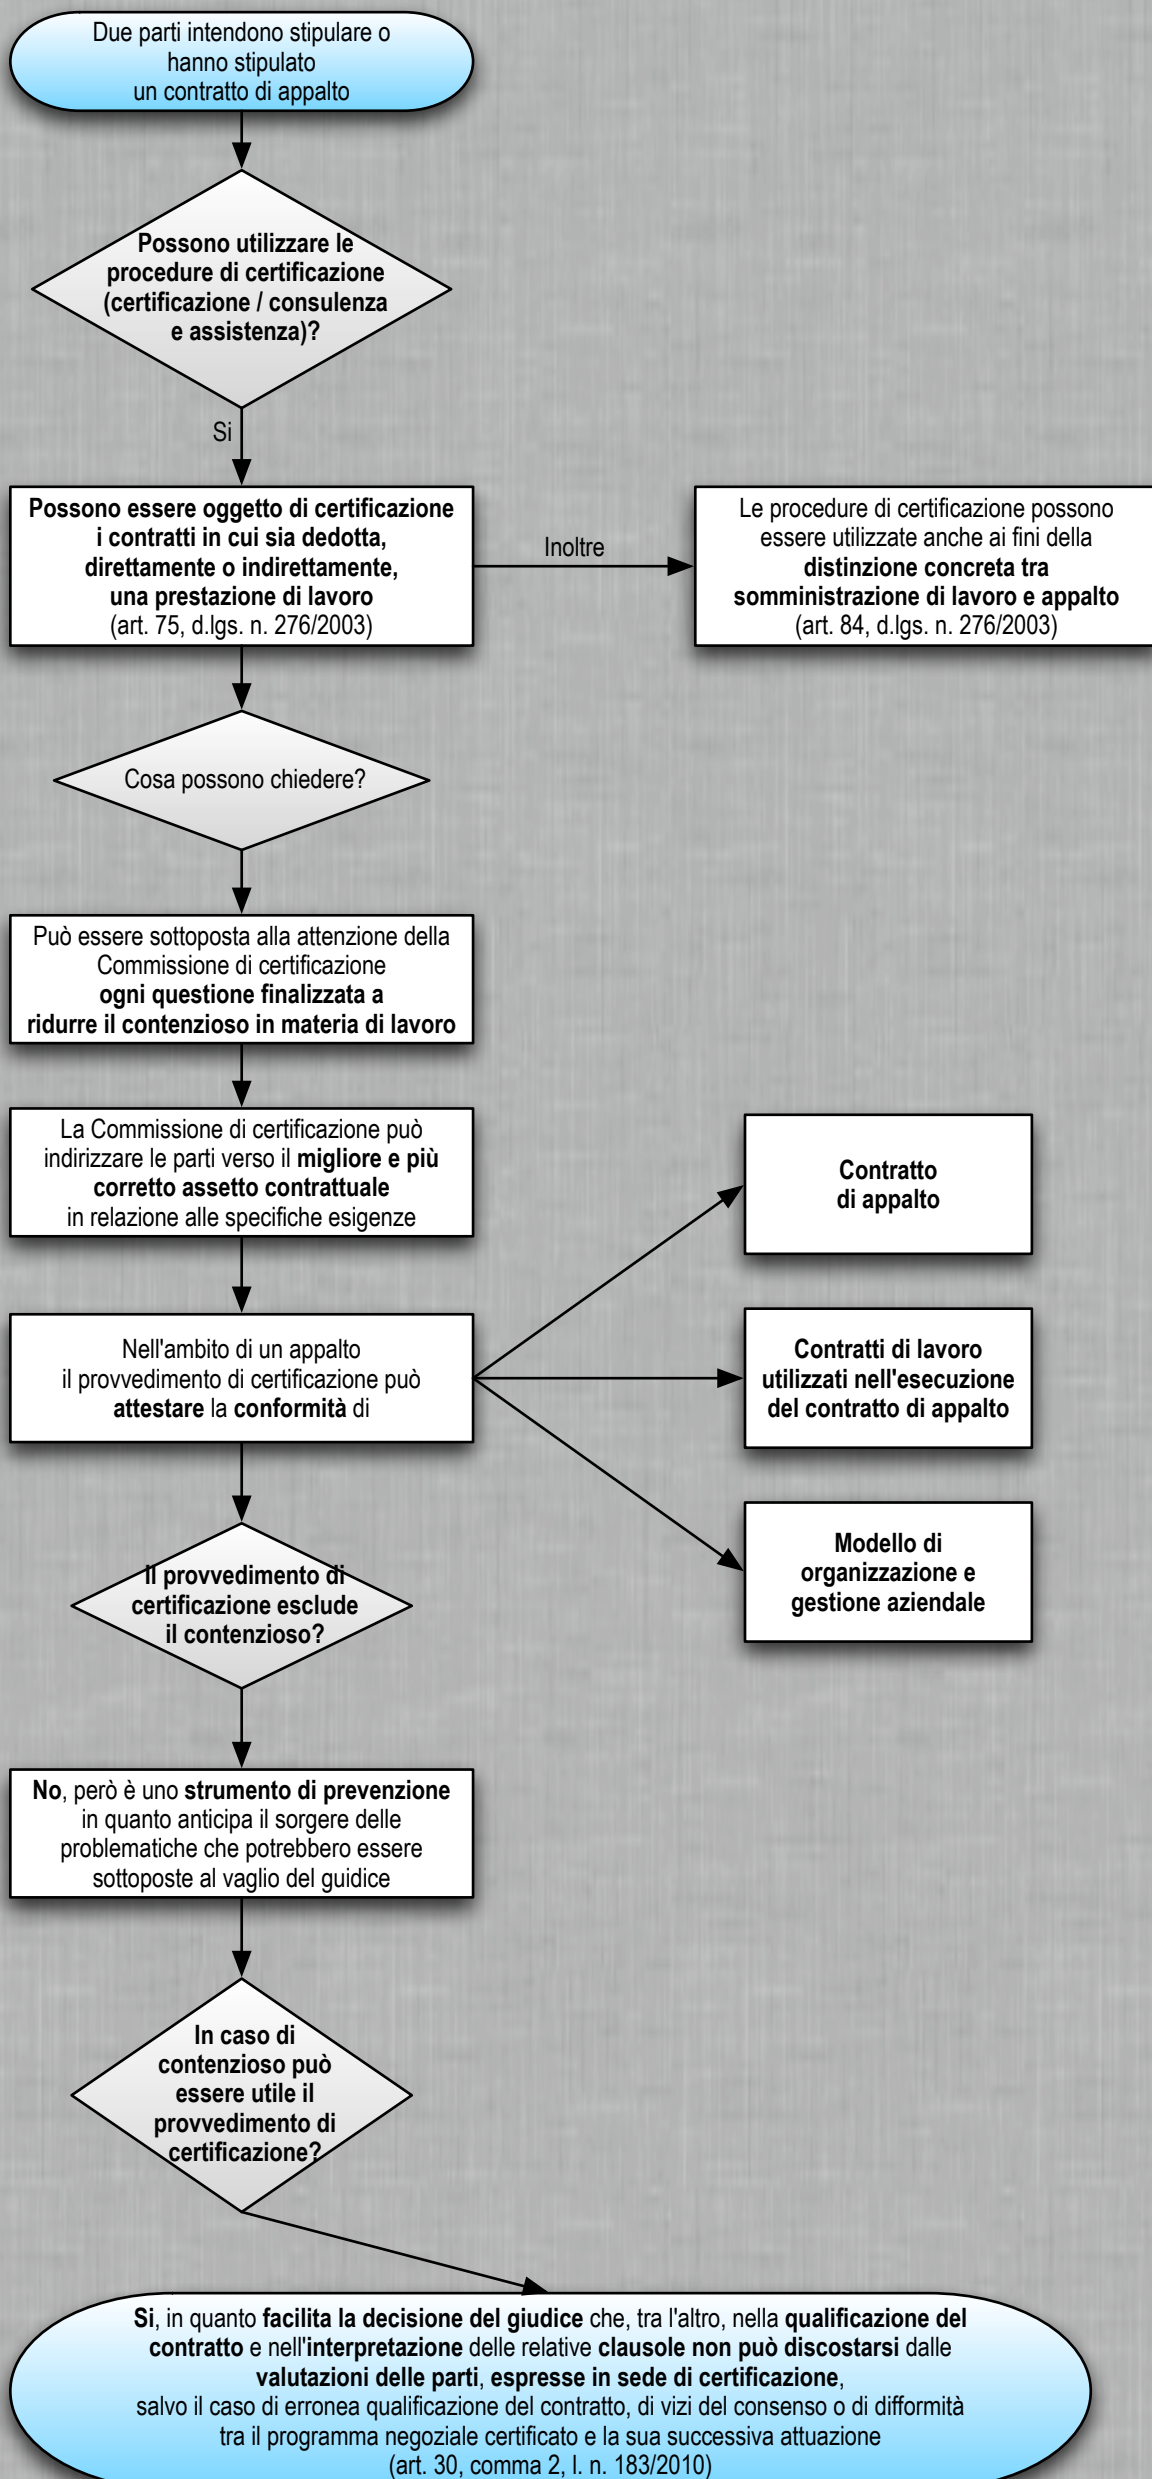 Due parti intendono stipulare o
hanno stipulato
un contratto di appalto
Possono utilizzare le
procedure di certificazione
(certificazione / consulenza
e assistenza)?
Si
Possono essere oggetto di certificazione
i contratti in cui sia dedotta,
direttamente o indirettamente,
una prestazione di lavoro
(art. 75, d.lgs. n. 276/2003)
Inoltre
Le procedure di certificazione possono
essere utilizzate anche ai fini della
distinzione concreta tra
somministrazione di lavoro e appalto
(art. 84, d.lgs. n. 276/2003)
Cosa possono chiedere?
Può essere sottoposta alla attenzione della
Commissione di certificazione
ogni questione finalizzata a
ridurre il contenzioso in materia di lavoro
La Commissione di certificazione può
indirizzare le parti verso il migliore e più
corretto assetto contrattuale
in relazione alle specifiche esigenze
Nell'ambito di un appalto
il provvedimento di certificazione può
attestare la conformità di
Contratto
di appalto
Contratti di lavoro
utilizzati nell'esecuzione
del contratto di appalto
Modello di
organizzazione e
gestione aziendale
Il provvedimento di
certificazione esclude
il contenzioso?
No, però è uno strumento di prevenzione
in quanto anticipa il sorgere delle
problematiche che potrebbero essere
sottoposte al vaglio del guidice
In caso di
contenzioso può
essere utile il
provvedimento di
certificazione?
Si, in quanto facilita la decisione del giudice che, tra l'altro, nella qualificazione del
contratto e nell'interpretazione delle relative clausole non può discostarsi dalle
valutazioni delle parti, espresse in sede di certificazione,
salvo il caso di erronea qualificazione del contratto, di vizi del consenso o di difformità
tra il programma negoziale certificato e la sua successiva attuazione
(art. 30, comma 2, l. n. 183/2010)